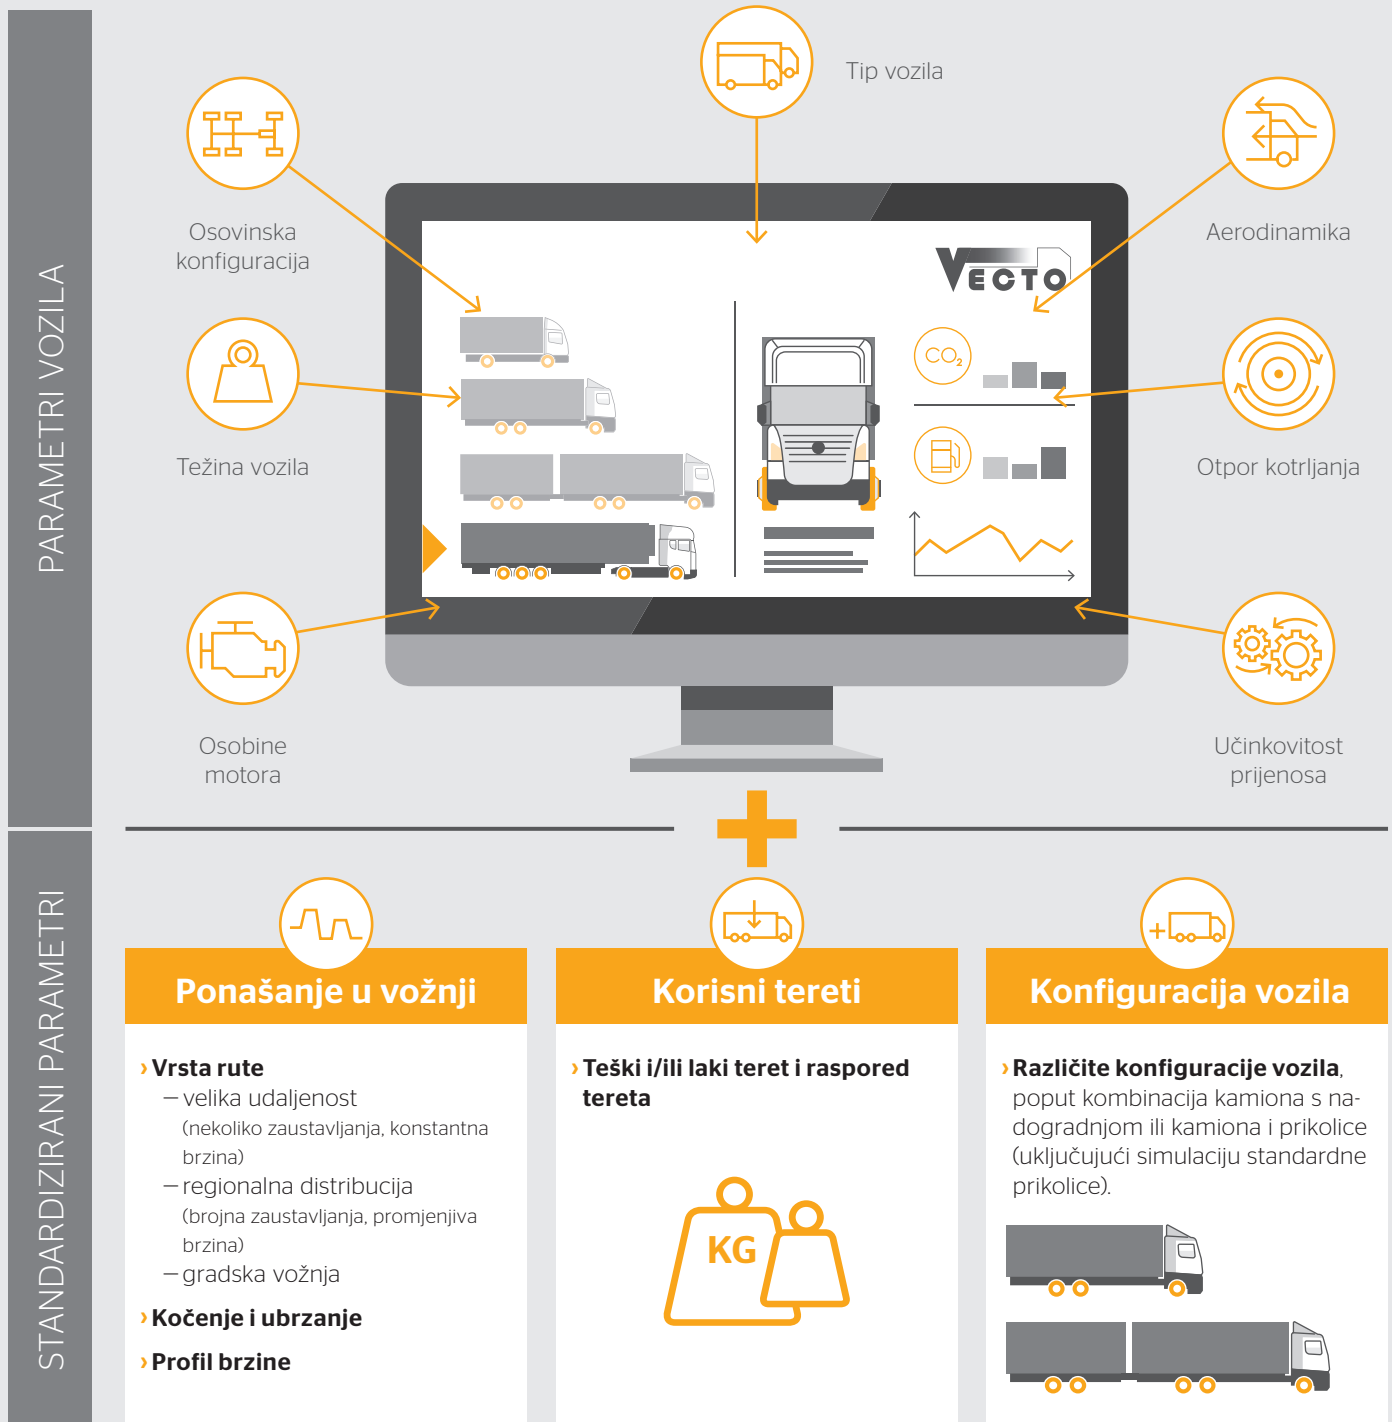 PARAMETRI VOZILA
Tip vozila
Osovinska
konfiguracija
Aerodinamika
VECTO
CO₂
Težina vozila
Otpor kotrljanja
Osobine
motora
Učinkovitost
prijenosa
STANDARDIZIRANI PARAMETRI
Ponašanje u vožnji
› Vrsta rute
— velika udaljenost
(nekoliko zaustavljanja, konstantna
brzina)
— regionalna distribucija
(brojna zaustavljanja, promjenjiva
brzina)
— gradska vožnja
› Kočenje i ubrzanje
› Profil brzine
Korisni tereti
› Teški i/ili laki teret i raspored
tereta
KG
Konfiguracija vozila
› Različite konfiguracije vozila,
poput kombinacija kamiona s na-
dogradnjom ili kamiona i prikolice
(uključujući simulaciju standardne
prikolice).